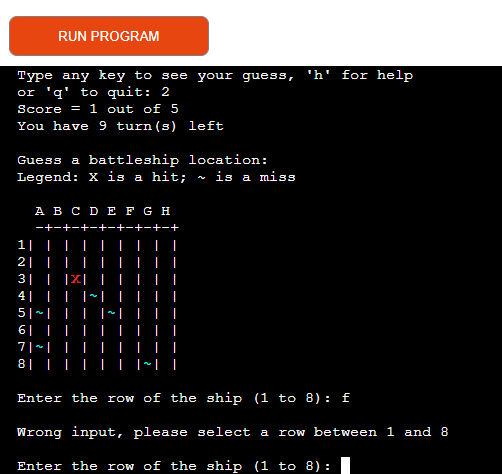 RUN PROGRAM
Type any key to see your guess, 'h' for help
or 'q' to quit: 2
Score = 1 out of 5
You have 9 turn(s) left
Guess a battleship location:
Legend: X is a hit; ~ is a miss
A B C D E F G H
-+-+-+-+-+-+-+-+
1| | | | | | | | |
2| | | | | | | | |
3| | |X| | | | | |
4| | | |~| | | | |
5|~| | | |~| | | |
6| | | | | | | | |
7|~| | | | | | | |
8| | | | | | |~| |
Enter the row of the ship (1 to 8): f
Wrong input, please select a row between 1 and 8
Enter the row of the ship (1 to 8):